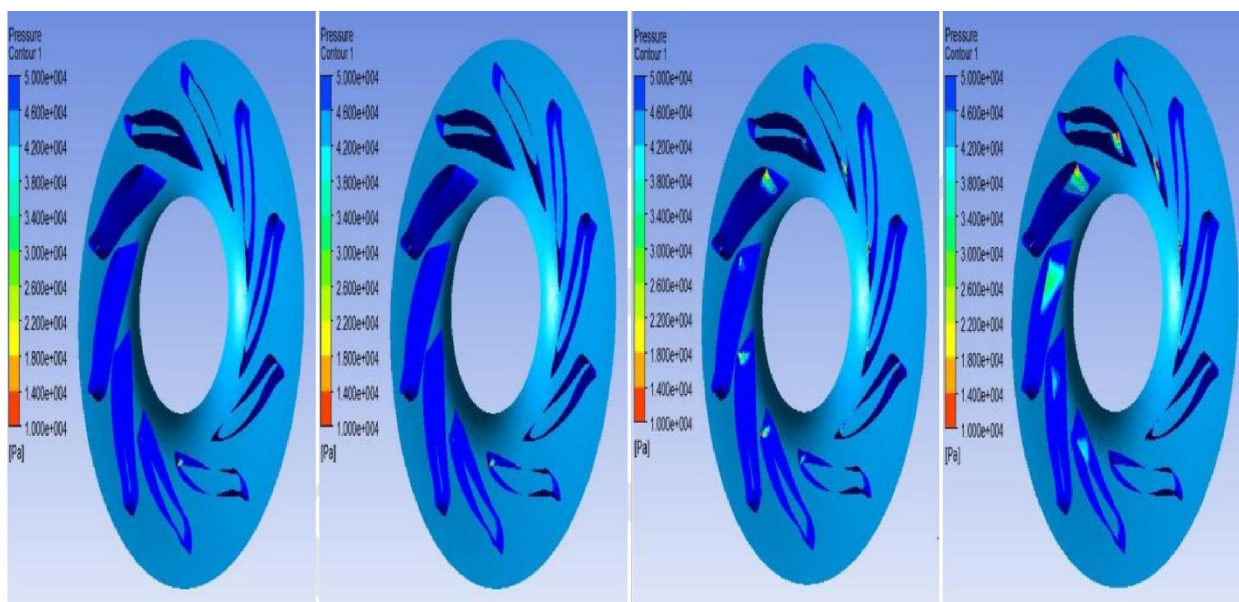 Pressure
Contour 1
5.000e+004
4.600e+004
4.200e+004
3.800e+004
3.400e+004
3.000e+004
2.600e+004
2.200e+004
1.800e+004
1.400e+004
1.000e+004
[Pa]
Pressure
Contour 1
5.000e+004
4.600e+004
4.200e+004
3.800e+004
3.400e+004
3.000e+004
2.600e+004
2.200e+004
1.800e+004
1.400e+004
1.000e+004
[Pa]
Pressure
Contour 1
5.000e+004
4.600e+004
4.200e+004
3.800e+004
3.400e+004
3.000e+004
2.600e+004
2.200e+004
1.800e+004
1.400e+004
1.000e+004
[Pa]
Pressure
Contour 1
5.000e+004
4.600e+004
4.200e+004
3.800e+004
3.400e+004
3.000e+004
2.600e+004
2.200e+004
1.800e+004
1.400e+004
1.000e+004
[Pa]